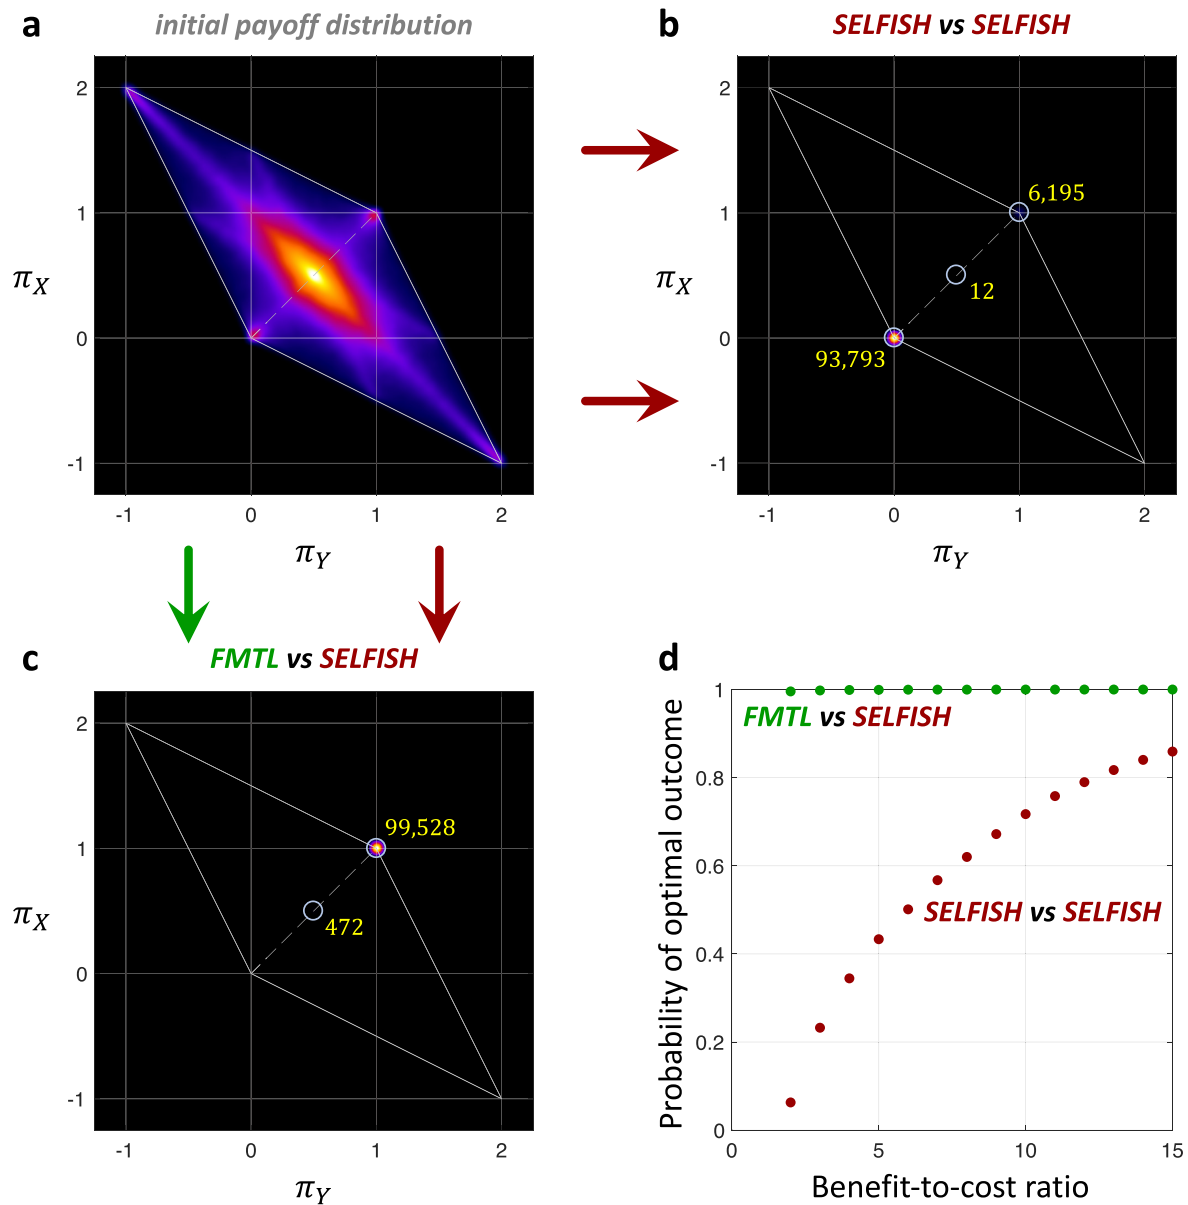 a
initial payoff distribution
2
1
0
-1
-1
0
1
2
π_X
π_Y
b
SELFISH vs SELFISH
2
1
0
-1
-1
0
1
2
6,195
12
93,793
π_X
π_Y
c
FMTL vs SELFISH
2
1
0
-1
-1
0
1
2
99,528
472
π_X
π_Y
d
1
0.8
0.6
0.4
0.2
0
0
5
10
15
FMTL vs SELFISH
SELFISH vs SELFISH
Probability of optimal outcome
Benefit-to-cost ratio